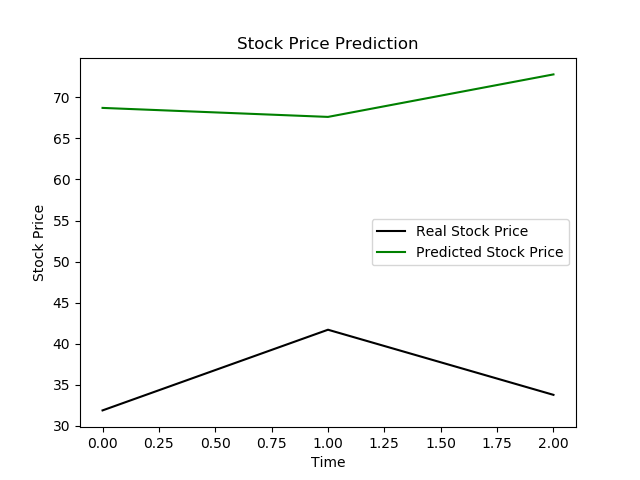 Stock Price Prediction
Stock Price
70
65
60
55
50
45
40
35
30
Real Stock Price
Predicted Stock Price
0.00 0.25 0.50 0.75 1.00 1.25 1.50 1.75 2.00
Time